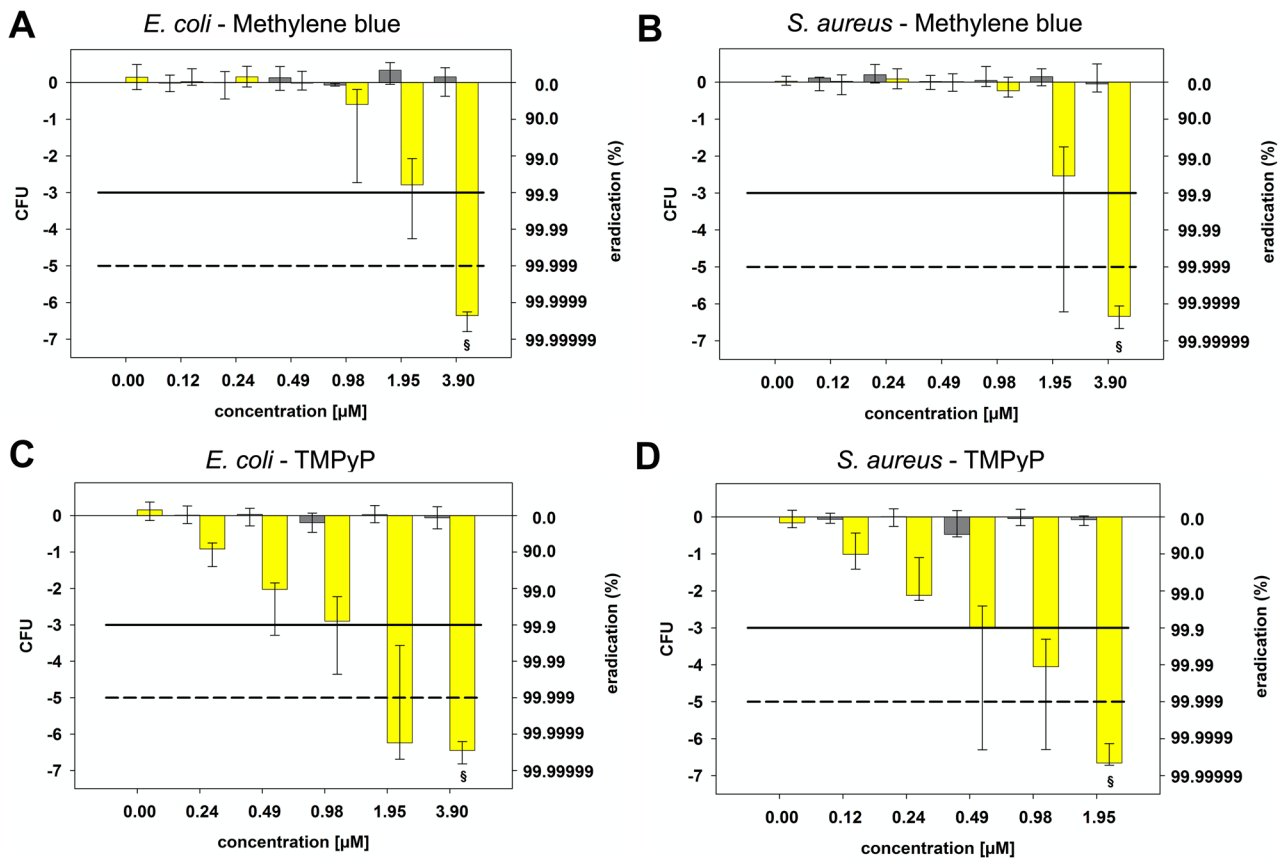 A
E. coli - Methylene blue
0
-1
-2
-3
-4
-5
-6
-7
CFU
0.0
90.0
99.0
99.9
99.99
99.999
99.9999
99.99999
eradication (%)
§
0.00 0.12 0.24 0.49 0.98 1.95 3.90
concentration [µM]
B
S. aureus - Methylene blue
0
-1
-2
-3
-4
-5
-6
-7
CFU
0.0
90.0
99.0
99.9
99.99
99.999
99.9999
99.99999
eradication (%)
§
0.00 0.12 0.24 0.49 0.98 1.95 3.90
concentration [µM]
C
E. coli - TMPyP
0
-1
-2
-3
-4
-5
-6
-7
CFU
0.0
90.0
99.0
99.9
99.99
99.999
99.9999
99.99999
eradication (%)
§
0.00 0.24 0.49 0.98 1.95 3.90
concentration [µM]
D
S. aureus - TMPyP
0
-1
-2
-3
-4
-5
-6
-7
CFU
0.0
90.0
99.0
99.9
99.99
99.999
99.9999
99.99999
eradication (%)
§
0.00 0.12 0.24 0.49 0.98 1.95
concentration [µM]